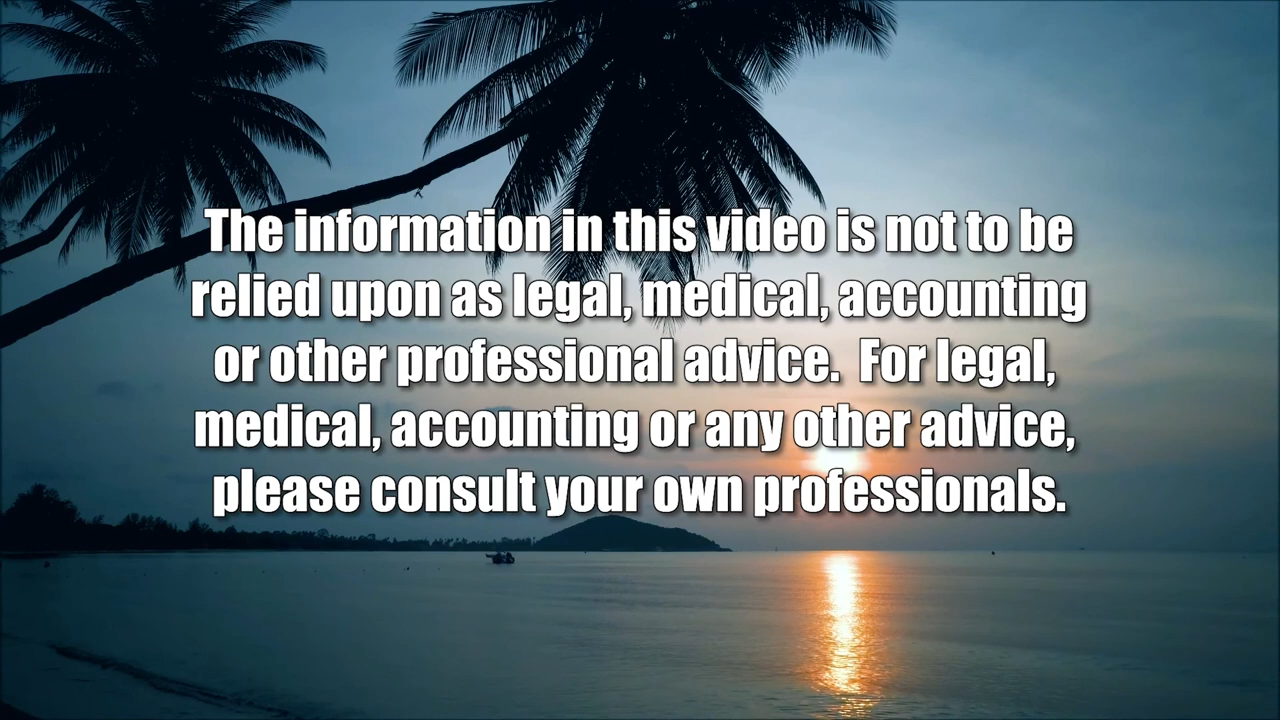 The information in this video is not to be
relied upon as legal, medical, accounting
or other professional advice.  For legal,
medical, accounting or any other advice,
please consult your own professionals.